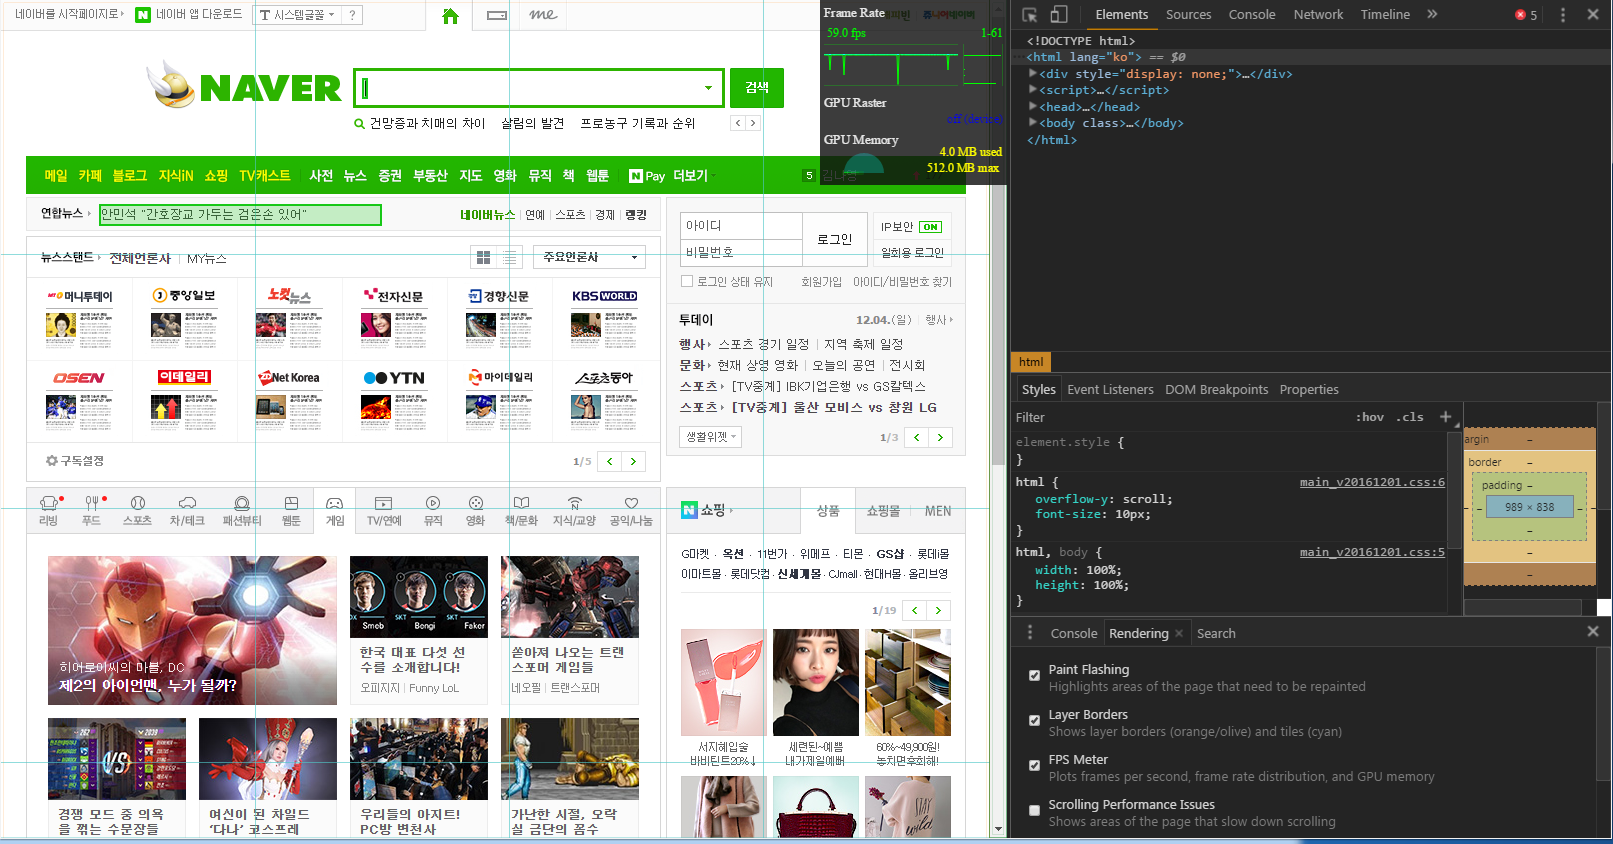 네이버를 시작페이지로 › N 네이버 앱 다운로드 T 시스템글꼴 ?
me
NAVER
검색
건망증과 치매의 차이 살림의 발견 프로농구 기록과 순위
메일 카페 블로그 지식iN 쇼핑 TV캐스트 사전 뉴스 증권 부동산 지도 영화 뮤직 책 웹툰 N Pay 더보기
5
연합뉴스 › 안민석 "간호장교 가두는 검은손 있어" 네이버뉴스 연예 스포츠 경제 랭킹
뉴스스탠드 › 전체언론사 MY뉴스 주요언론사
머니투데이 중앙일보 노컷뉴스 전자신문 경향신문 KBS WORLD
OSEN 이데일리 ZDNet Korea YTN 마이데일리 스포츠동아
구독설정 1/5
아이디
비밀번호
로그인
IP보안 ON
일회용 로그인
로그인 상태 유지 회원가입 아이디/비밀번호 찾기
투데이 12.04.(일) 행사 ›
행사 › 스포츠 경기 일정 지역 축제 일정
문화 › 현재 상영 영화 오늘의 공연 전시회
스포츠 › [TV중계] IBK기업은행 vs GS칼텍스
스포츠 › [TV중계] 울산 모비스 vs 창원 LG
생활위젯 1/3
리빙 푸드 스포츠 차/테크 패션뷰티 웹툰 게임 TV/연예 뮤직 영화 책/문화 지식/교양 공익/나눔
히어로이씨의 마블, DC
제2의 아이언맨, 누가 될까?
SKT SKT
Smeb Bengi Faker
한국 대표 다섯 선
수를 소개합니다!
오피지지 Funny LoL
쏟아져 나오는 트랜
스포머 게임들
네오필 트랜스포머
VS
경쟁 모드 중 의욕
을 꺾는 수문장들
여신이 된 차일드
'다나' 코스프레
우리들의 아지트!
PC방 변천사
가난한 시절, 오락
실 금단의 꼼수
N 쇼핑 › 상품 쇼핑몰 MEN
G마켓 · 옥션 · 11번가 · 위메프 · 티몬 · GS샵 · 롯데i몰
이마트몰 · 롯데닷컴 · 신세계몰 · CJmall · 현대H몰 · 올리브영
1/19
서지혜입술
바비틴트20%↓
세련된~예쁨
내가제일예뻐
60%~49,900원!
놓치면후회해!
STAY
wild
Frame Rate
59.0 fps 1-61
GPU Raster
off (device)
GPU Memory
4.0 MB used
512.0 MB max
Elements Sources Console Network Timeline » 5
<!DOCTYPE html>
<html lang="ko"> == $0
<div style="display: none;">…</div>
<script>…</script>
<head>…</head>
<body class>…</body>
</html>
html
Styles Event Listeners DOM Breakpoints Properties
Filter :hov .cls +
element.style {
}
html { main_v20161201.css:6
overflow-y: scroll;
font-size: 10px;
}
html, body { main_v20161201.css:5
width: 100%;
height: 100%;
}
argin –
border –
padding –
– – 989 × 838 – –
–
–
–
Console Rendering × Search
Paint Flashing
Highlights areas of the page that need to be repainted
Layer Borders
Shows layer borders (orange/olive) and tiles (cyan)
FPS Meter
Plots frames per second, frame rate distribution, and GPU memory
Scrolling Performance Issues
Shows areas of the page that slow down scrolling